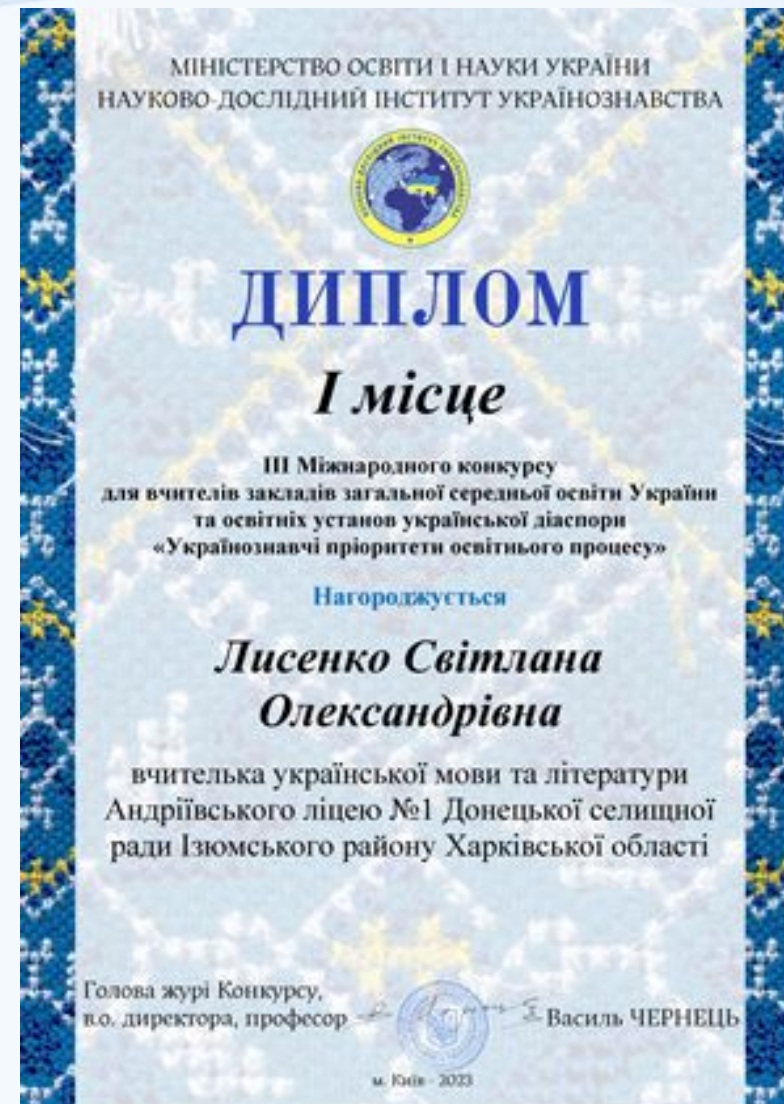 МІНІСТЕРСТВО ОСВІТИ І НАУКИ УКРАЇНИ
НАУКОВО-ДОСЛІДНИЙ ІНСТИТУТ УКРАЇНОЗНАВСТВА
ДИПЛОМ
І місце
ІІІ Міжнародного конкурсу
для вчителів закладів загальної середньої освіти України
та освітніх установ української діаспори
«Українознавчі пріоритети освітнього процесу»
Нагороджується
Лисенко Світлана
Олександрівна
вчителька української мови та літератури
Андріївського ліцею №1 Донецької селищної
ради Ізюмського району Харківської області
Голова журі Конкурсу,
в.о. директора, професор Василь ЧЕРНЕЦЬ
м. Київ - 2023